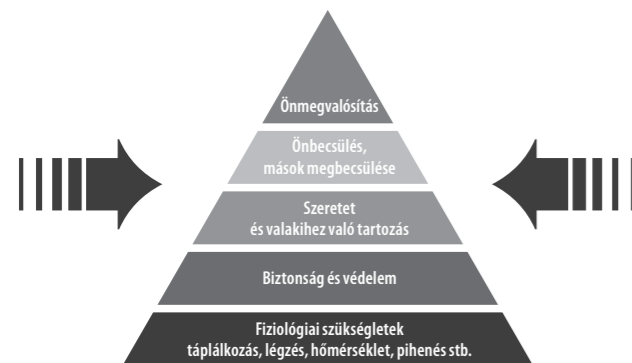 Önmegvalósítás
Önbecsülés,
mások megbecsülése
Szeretet
és valakihez való tartozás
Biztonság és védelem
Fiziológiai szükségletek
táplálkozás, légzés, hőmérséklet, pihenés stb.